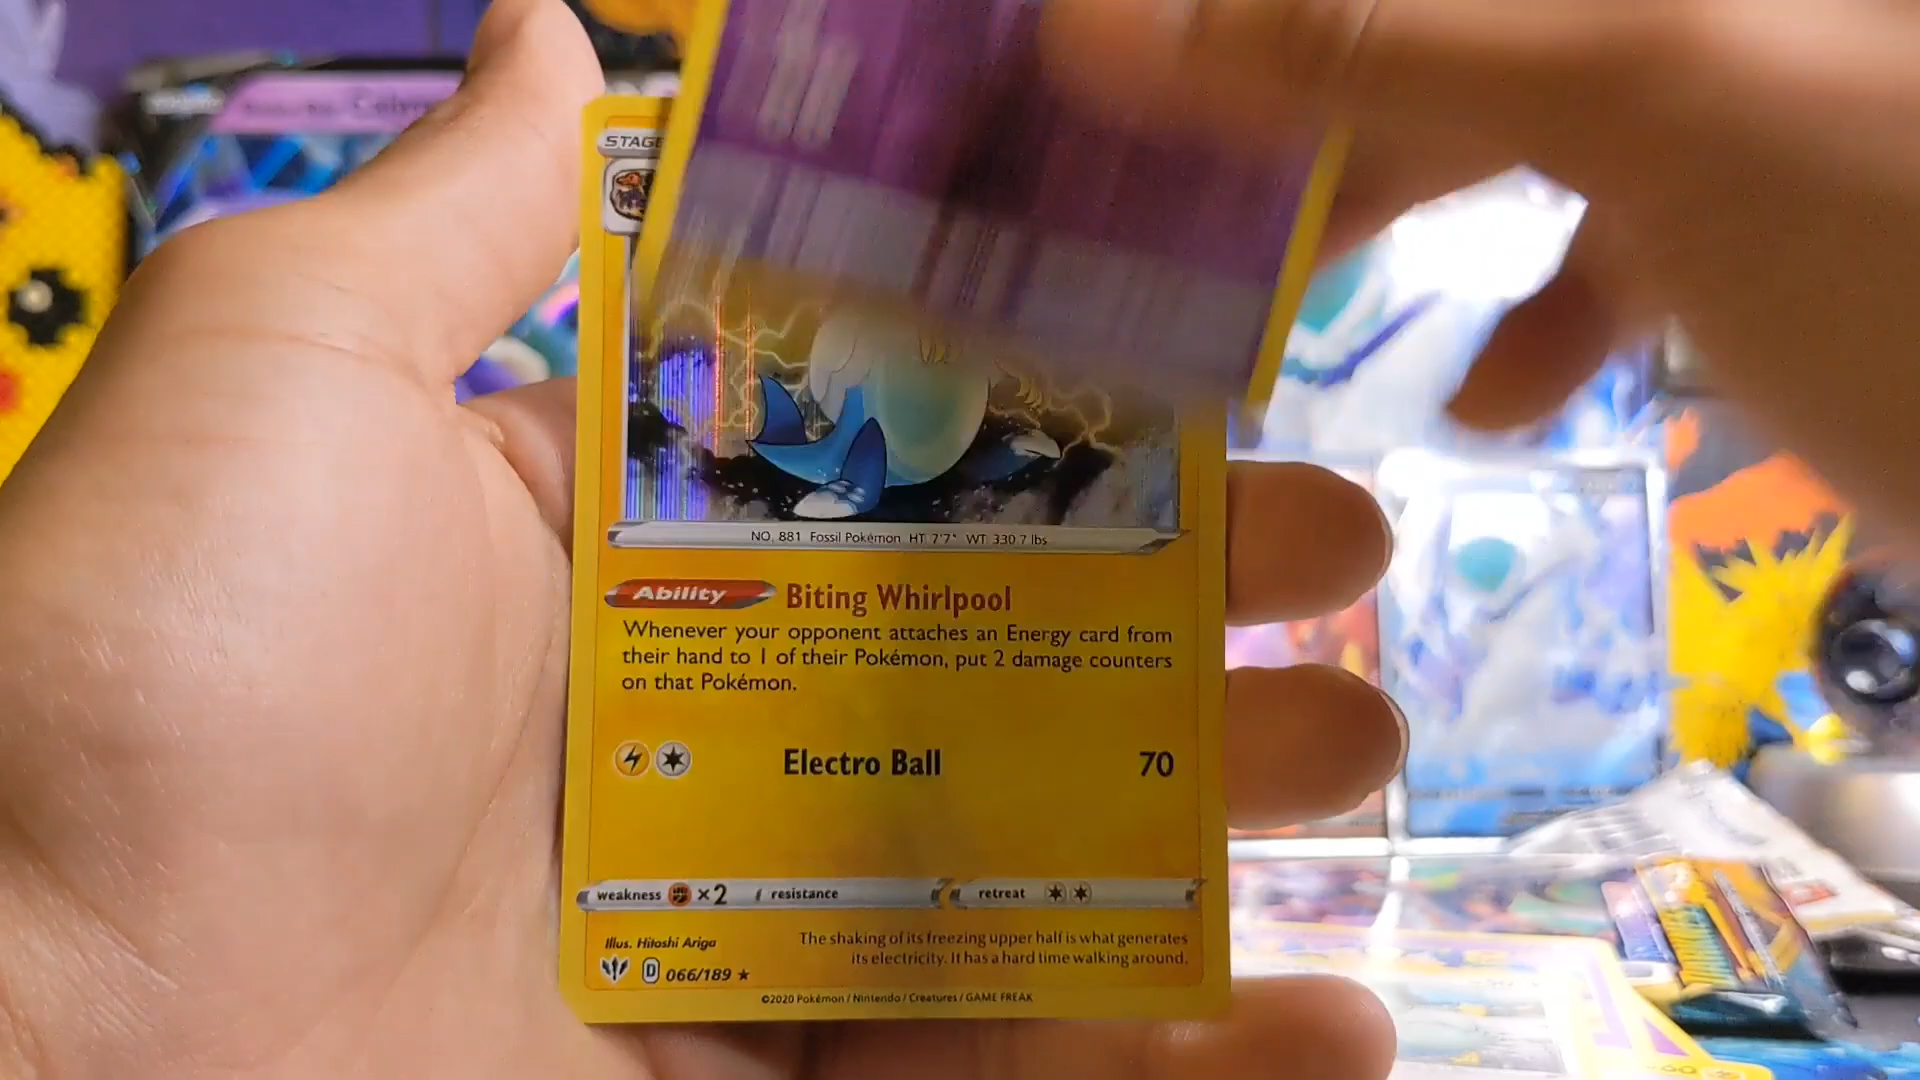 STAGE
NO. 881 Fossil Pokémon HT 7'7" WT 330.7 lbs
Ability Biting Whirlpool
Whenever your opponent attaches an Energy card from
their hand to 1 of their Pokémon, put 2 damage counters
on that Pokémon.
Electro Ball 70
weakness ×2 resistance retreat
Illus. Hitoshi Ariga
The shaking of its freezing upper half is what generates
its electricity. It has a hard time walking around.
D 066/189 ★
©2020 Pokémon / Nintendo / Creatures / GAME FREAK